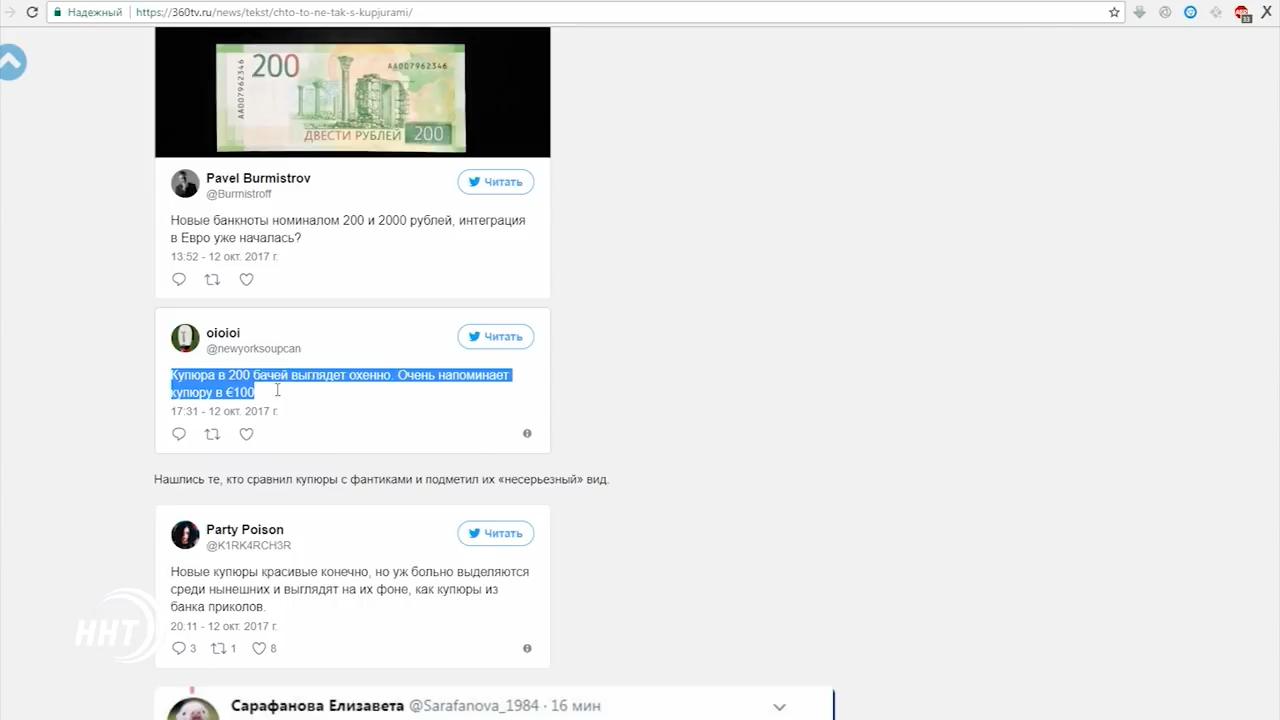 Надежный
https://360tv.ru/news/tekst/chto-to-ne-tak-s-kupjurami/
200
АА007962346
АА007962346
ДВЕСТИ РУБЛЕЙ 200
Pavel Burmistrov
@Burmistroff
Читать
Новые банкноты номиналом 200 и 2000 рублей, интеграция
в Евро уже началась?
13:52 - 12 окт. 2017 г.
oioioi
@newyorksoupcan
Читать
Купюра в 200 бачей выглядет охенно. Очень напоминает
купюру в €100
17:31 - 12 окт. 2017 г.
Нашлись те, кто сравнил купюры с фантиками и подметил их «несерьезный» вид.
Party Poison
@K1RK4RCH3R
Читать
Новые купюры красивые конечно, но уж больно выделяются
среди нынешних и выглядят на их фоне, как купюры из
банка приколов.
20:11 - 12 окт. 2017 г.
3 1 8
ННТ
Сарафанова Елизавета @Sarafanova_1984 · 16 мин